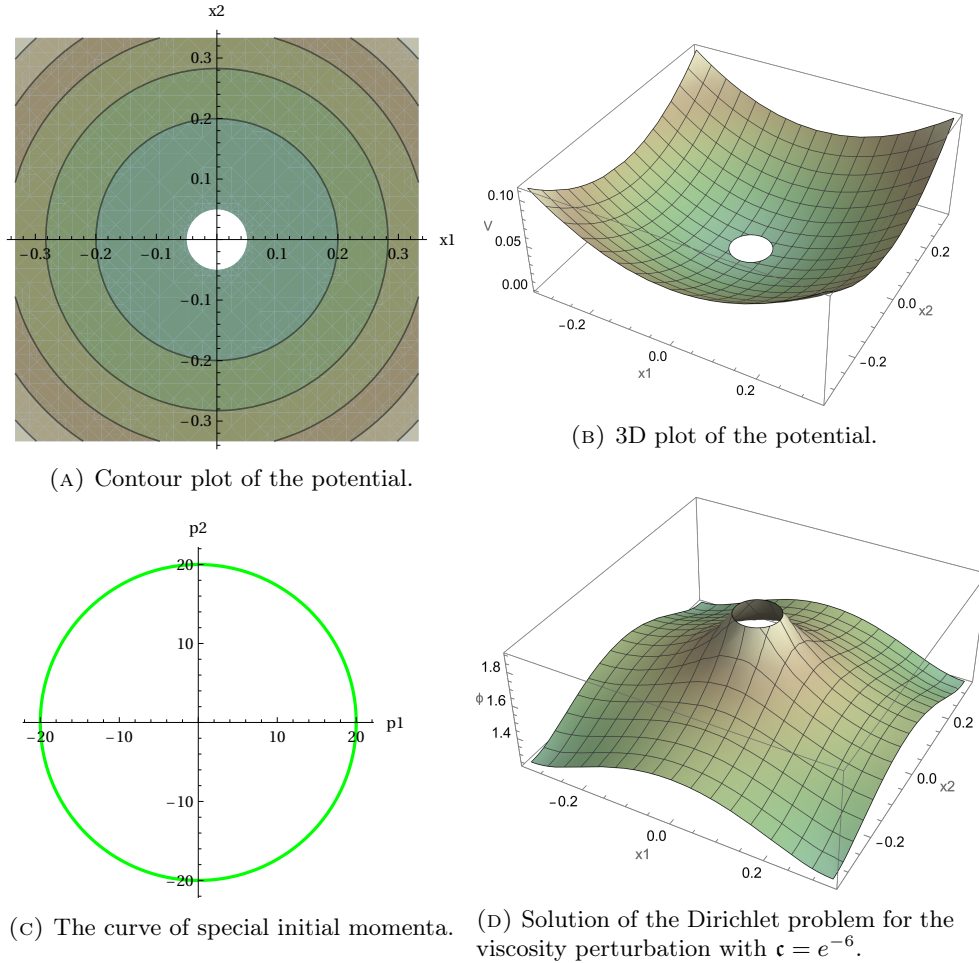 x2
0.3
0.2
0.1
−0.3
−0.2
−0.1
0.1
0.2
0.3
x1
−0.1
−0.2
−0.3
(A) Contour plot of the potential.
0.10
V
0.05
0.00
−0.2
0.0
x1
0.2
−0.2
0.0
x2
0.2
(B) 3D plot of the potential.
p2
20
10
−20
−10
10
20
p1
−10
−20
(C) The curve of special initial momenta.
1.8
ϕ
1.6
1.4
−0.2
0.0
x1
0.2
−0.2
0.0
x2
0.2
(D) Solution of the Dirichlet problem for the
viscosity perturbation with 𝔠 = e⁻⁶.